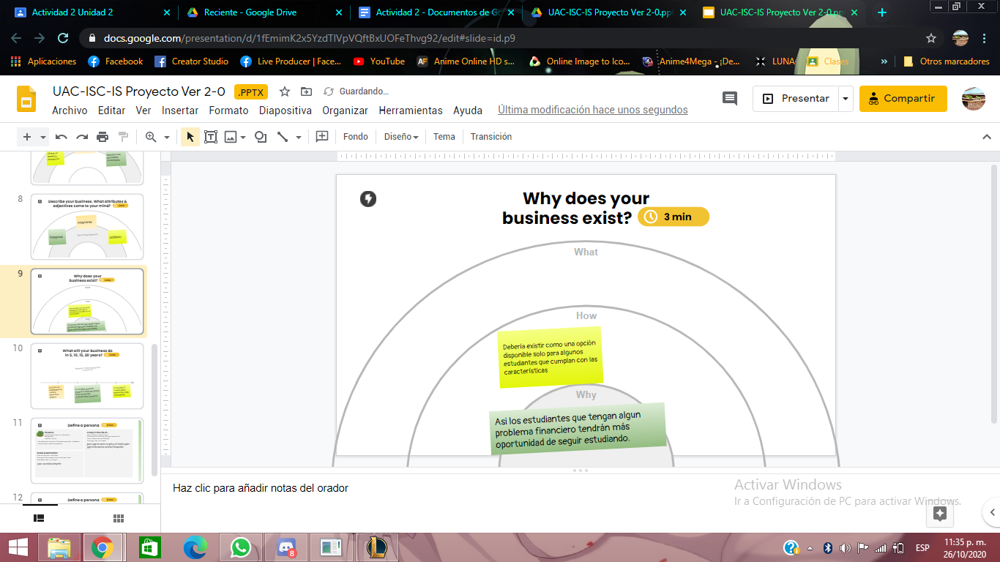 Actividad 2 Unidad 2
Reciente - Google Drive
Actividad 2 - Documentos de Go
UAC-ISC-IS Proyecto Ver 2-0.ppt
UAC-ISC-IS Proyecto Ver 2-0.pp
docs.google.com/presentation/d/1fEmimK2x5YzdTIVpVQftBxUOFeThvg92/edit#slide=id.p9
Aplicaciones
Facebook
Creator Studio
Live Producer | Face...
YouTube
Anime Online HD s...
Online Image to Ico...
Anime4Mega - ¡De...
LUNA
Clases
»
Otros marcadores
UAC-ISC-IS Proyecto Ver 2-0 .PPTX
Guardando...
Archivo Editar Ver Insertar Formato Diapositiva Organizar Herramientas Ayuda
Última modificación hace unos segundos
Presentar
Compartir
Fondo Diseño Tema Transición
8
Describe your business. What attributes &
adjectives come to your mind?
9
Why does your
business exist?
10
What will your business do
in 5, 10, 15, 20 years?
11
Define a persona
12
Define a persona
Why does your
business exist? 3 min
What
How
Debería existir como una opción
disponible solo para algunos
estudiantes que cumplan con las
características
Why
Asi los estudiantes que tengan algun
problema financiero tendrán más
oportunidad de seguir estudiando.
Haz clic para añadir notas del orador
Activar Windows
Ir a Configuración de PC para activar Windows.
8
ESP
11:35 p. m.
26/10/2020